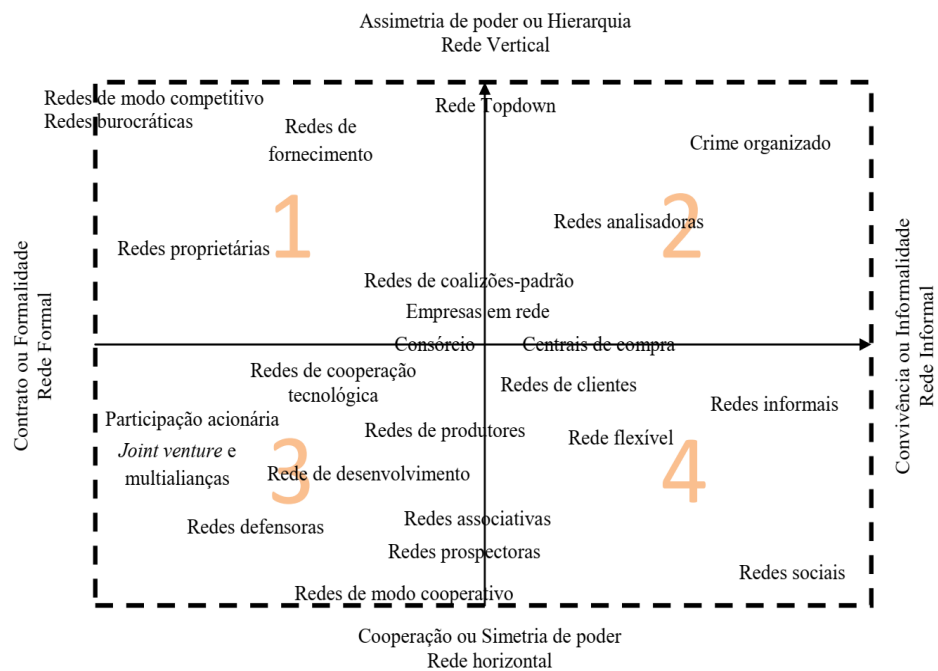 Assimetria de poder ou Hierarquia
Rede Vertical
Redes de modo competitivo
Redes burocráticas
Rede Topdown
Redes de
fornecimento
Crime organizado
1
2
Redes analisadoras
Redes proprietárias
Redes de coalizões-padrão
Empresas em rede
Contrato ou Formalidade
Rede Formal
Convivência ou Informalidade
Rede Informal
Consórcio
Centrais de compra
Redes de cooperação
tecnológica
Redes de clientes
Participação acionária
Redes informais
Redes de produtores
Rede flexível
Joint venture e
multialianças
3
Rede de desenvolvimento
4
Redes defensoras
Redes associativas
Redes prospectoras
Redes sociais
Redes de modo cooperativo
Cooperação ou Simetria de poder
Rede horizontal